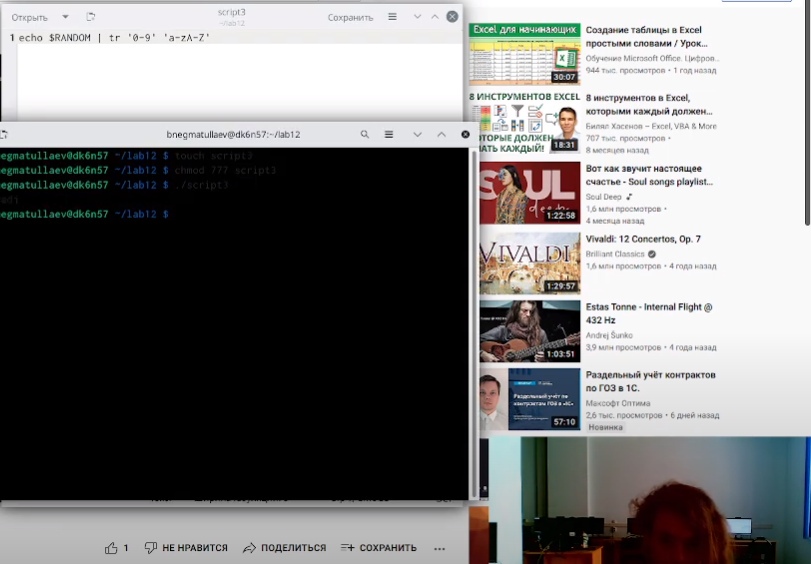 Открыть
script3
~/lab12
Сохранить
1 echo $RANDOM | tr '0-9' 'a-zA-Z'
bnegmatullaev@dk6n57:~/lab12
negmatullaev@dk6n57 ~/lab12 $ touch script3
negmatullaev@dk6n57 ~/lab12 $ chmod 777 script3
negmatullaev@dk6n57 ~/lab12 $ ./script3
negmatullaev@dk6n57 ~/lab12 $
Excel для начинающих
30:07
Создание таблицы в Excel
простыми словами / Урок...
Обучение Microsoft Office. Цифров...
944 тыс. просмотров • 1 год назад
8 ИНСТРУМЕНТОВ EXCEL
КОТОРЫЕ ДОЛЖЕН
ЗНАТЬ КАЖДЫЙ!
18:31
8 инструментов в Excel,
которыми каждый должен...
Билял Хасенов – Excel, VBA & More
707 тыс. просмотров •
8 месяцев назад
SOUL
deep
1:22:58
Вот как звучит настоящее
счастье - Soul songs playlist...
Soul Deep
1,6 млн просмотров •
4 месяца назад
VIVALDI
1:29:57
Vivaldi: 12 Concertos, Op. 7
Brilliant Classics
1,6 млн просмотров • 4 года назад
1:03:51
Estas Tonne - Internal Flight @
432 Hz
Andrej Šunko
3,9 млн просмотров • 4 года назад
Раздельный учёт по
контрактам ГОЗ в «1С»
57:10
Раздельный учёт контрактов
по ГОЗ в 1С.
Максофт Оптима
2,6 тыс. просмотров • 6 дней назад
Новинка
1
НЕ НРАВИТСЯ
ПОДЕЛИТЬСЯ
СОХРАНИТЬ
...